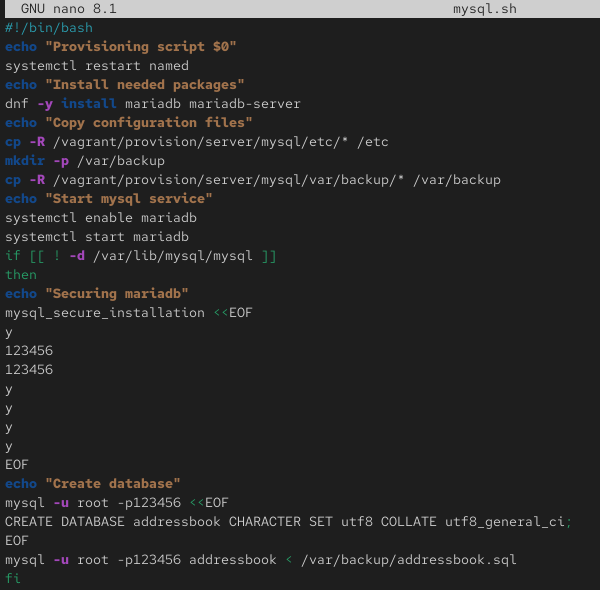 GNU nano 8.1 mysql.sh
#!/bin/bash
echo "Provisioning script $0"
systemctl restart named
echo "Install needed packages"
dnf -y install mariadb mariadb-server
echo "Copy configuration files"
cp -R /vagrant/provision/server/mysql/etc/* /etc
mkdir -p /var/backup
cp -R /vagrant/provision/server/mysql/var/backup/* /var/backup
echo "Start mysql service"
systemctl enable mariadb
systemctl start mariadb
if [[ ! -d /var/lib/mysql/mysql ]]
then
echo "Securing mariadb"
mysql_secure_installation <<EOF
y
123456
123456
y
y
y
y
EOF
echo "Create database"
mysql -u root -p123456 <<EOF
CREATE DATABASE addressbook CHARACTER SET utf8 COLLATE utf8_general_ci;
EOF
mysql -u root -p123456 addressbook < /var/backup/addressbook.sql
fi